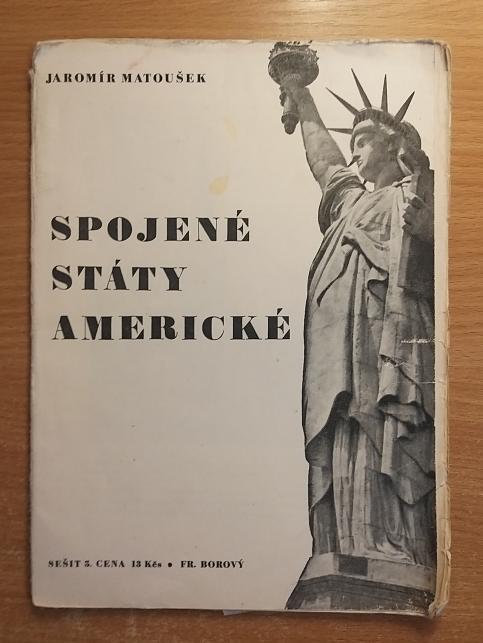 JAROMÍR MATOUŠEK
SPOJENÉ
STÁTY
AMERICKÉ
SEŠIT 3. CENA 13 Kčs • FR. BOROVÝ